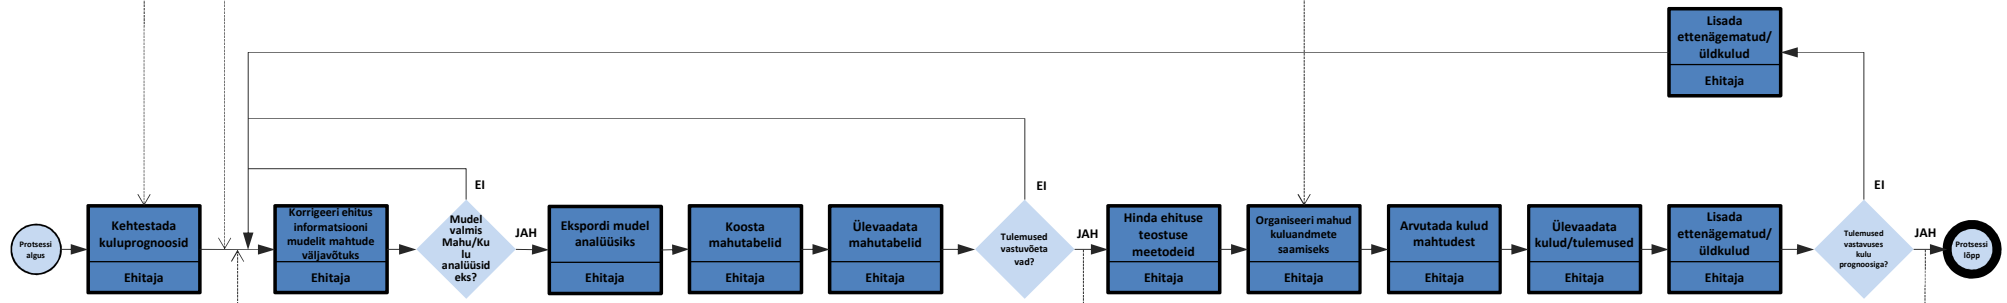 Lisada
ettenägematud/
üldkulud
Ehitaja
EI
EI
EI
Protsessi
algus
Kehtestada
kuluprognoosid
Ehitaja
Korrigeeri ehitus
informatsiooni
mudelit mahtude
väljavõtuks
Ehitaja
Mudel
valmis
Mahu/Ku
lu
analüüsid
eks?
JAH
Ekspordi mudel
analüüsiks
Ehitaja
Koosta
mahutabelid
Ehitaja
Ülevaadata
mahutabelid
Ehitaja
Tulemused
vastuvõeta
vad?
JAH
Hinda ehituse
teostuse
meetodeid
Ehitaja
Organiseeri mahud
kuluandmete
saamiseks
Ehitaja
Arvutada kulud
mahtudest
Ehitaja
Ülevaadata
kulud/tulemused
Ehitaja
Lisada
ettenägematud/
üldkulud
Ehitaja
Tulemused
vastavuses
kulu
prognoosiga?
JAH
Protsessi
lõpp